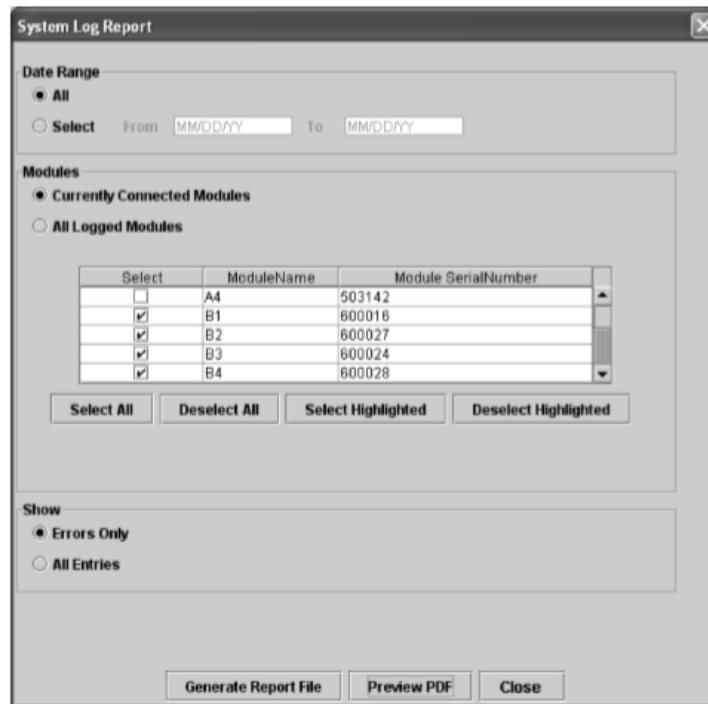 System Log Report
Date Range
All
Select From MM/DD/YY To MM/DD/YY
Modules
Currently Connected Modules
All Logged Modules
Select ModuleName Module SerialNumber
A4 503142
B1 600016
B2 600027
B3 600024
B4 600028
Select All Deselect All Select Highlighted Deselect Highlighted
Show
Errors Only
All Entries
Generate Report File Preview PDF Close